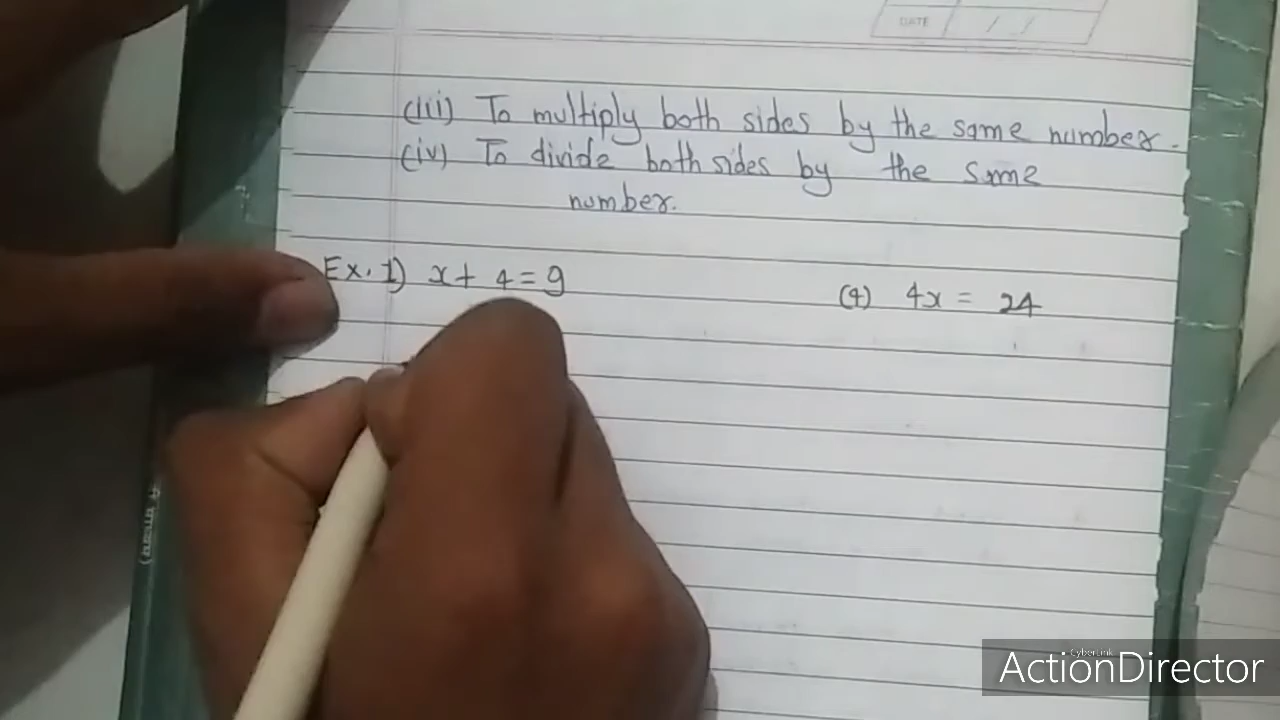 DATE / /
(iii) To multiply both sides by the same number.
(iv) To divide both sides by the same
number.
Ex. 1) x + 4 = 9
(4) 4x = 24
CyberLink
ActionDirector